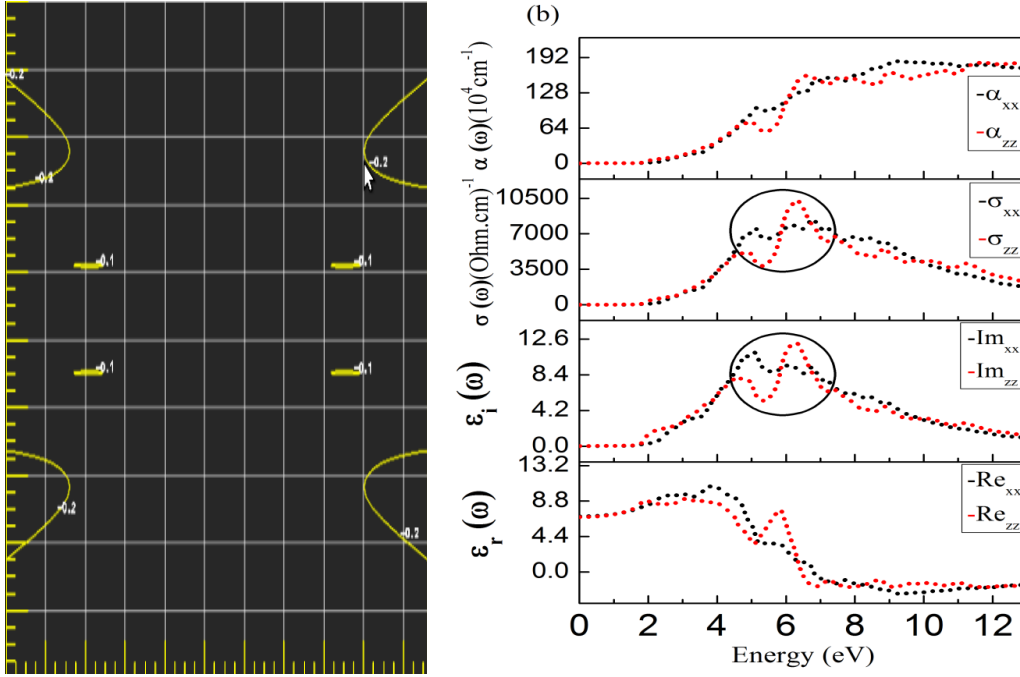 -0.2
-0.2
-0.2
-0.1
-0.1
-0.1
-0.1
-0.2
-0.2
(b)
α (ω)(10⁴cm⁻¹)
192
128
64
0
-α_xx
-α_zz
σ (ω)(Ohm.cm)⁻¹
10500
7000
3500
0
-σ_xx
-σ_zz
ε_i(ω)
12.6
8.4
4.2
0.0
-Im_xx
-Im_zz
ε_r(ω)
13.2
8.8
4.4
0.0
-Re_xx
-Re_zz
0 2 4 6 8 10 12
Energy (eV)